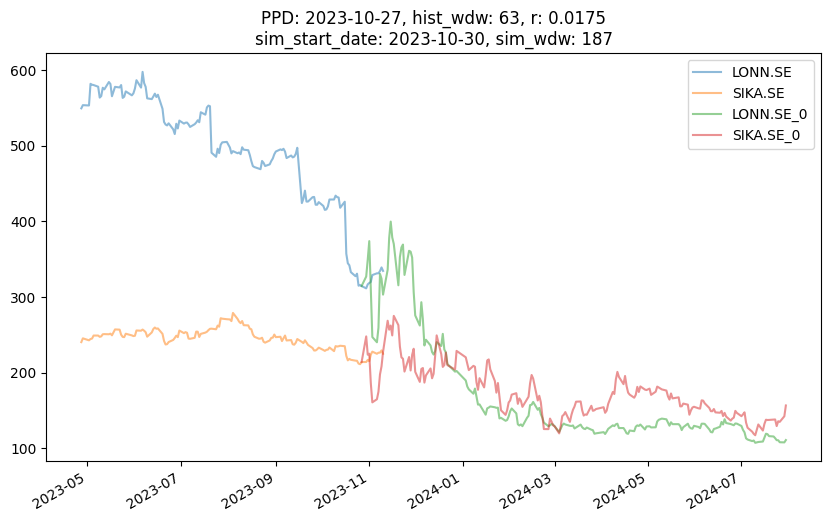 PPD: 2023-10-27, hist_wdw: 63, r: 0.0175
sim_start_date: 2023-10-30, sim_wdw: 187
600
500
400
300
200
100
LONN.SE
SIKA.SE
LONN.SE_0
SIKA.SE_0
2023-05
2023-07
2023-09
2023-11
2024-01
2024-03
2024-05
2024-07